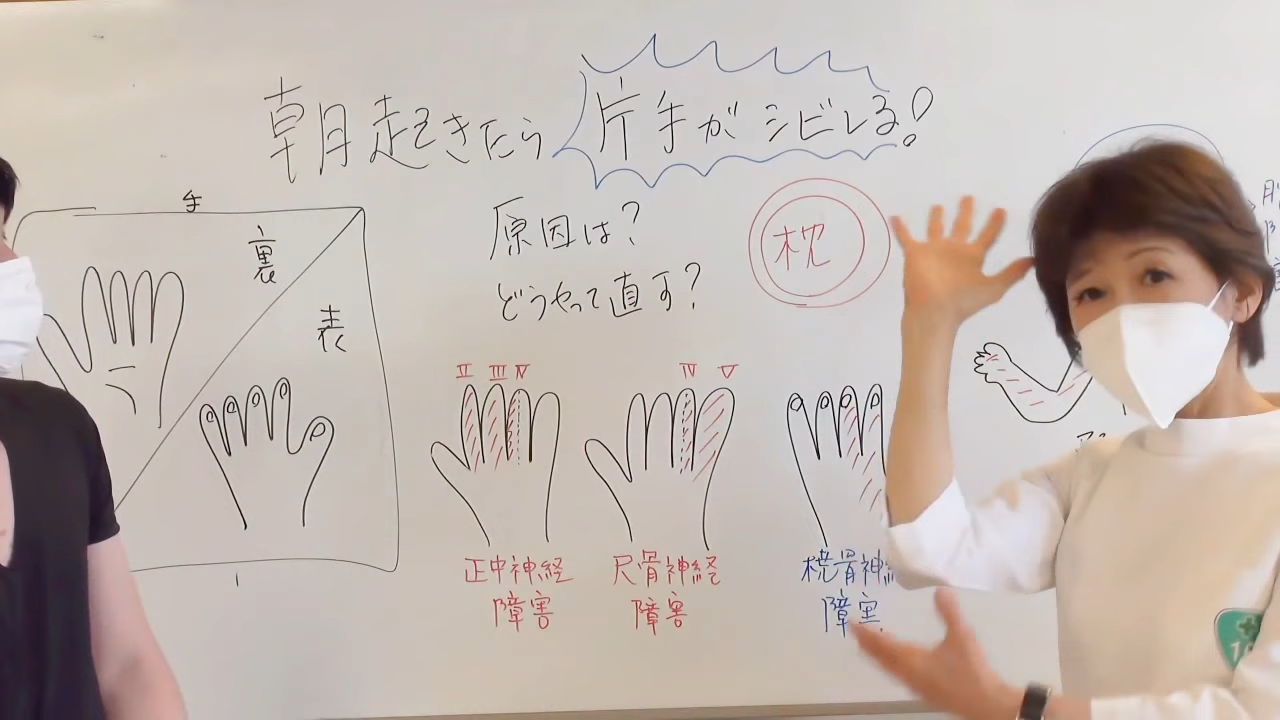 朝起きたら片手がシビレる!
手
裏
表
原因は?
どうやって直す?
枕
II III IV
IV V
正中神経
障害
尺骨神経
障害
橈骨神経
障害